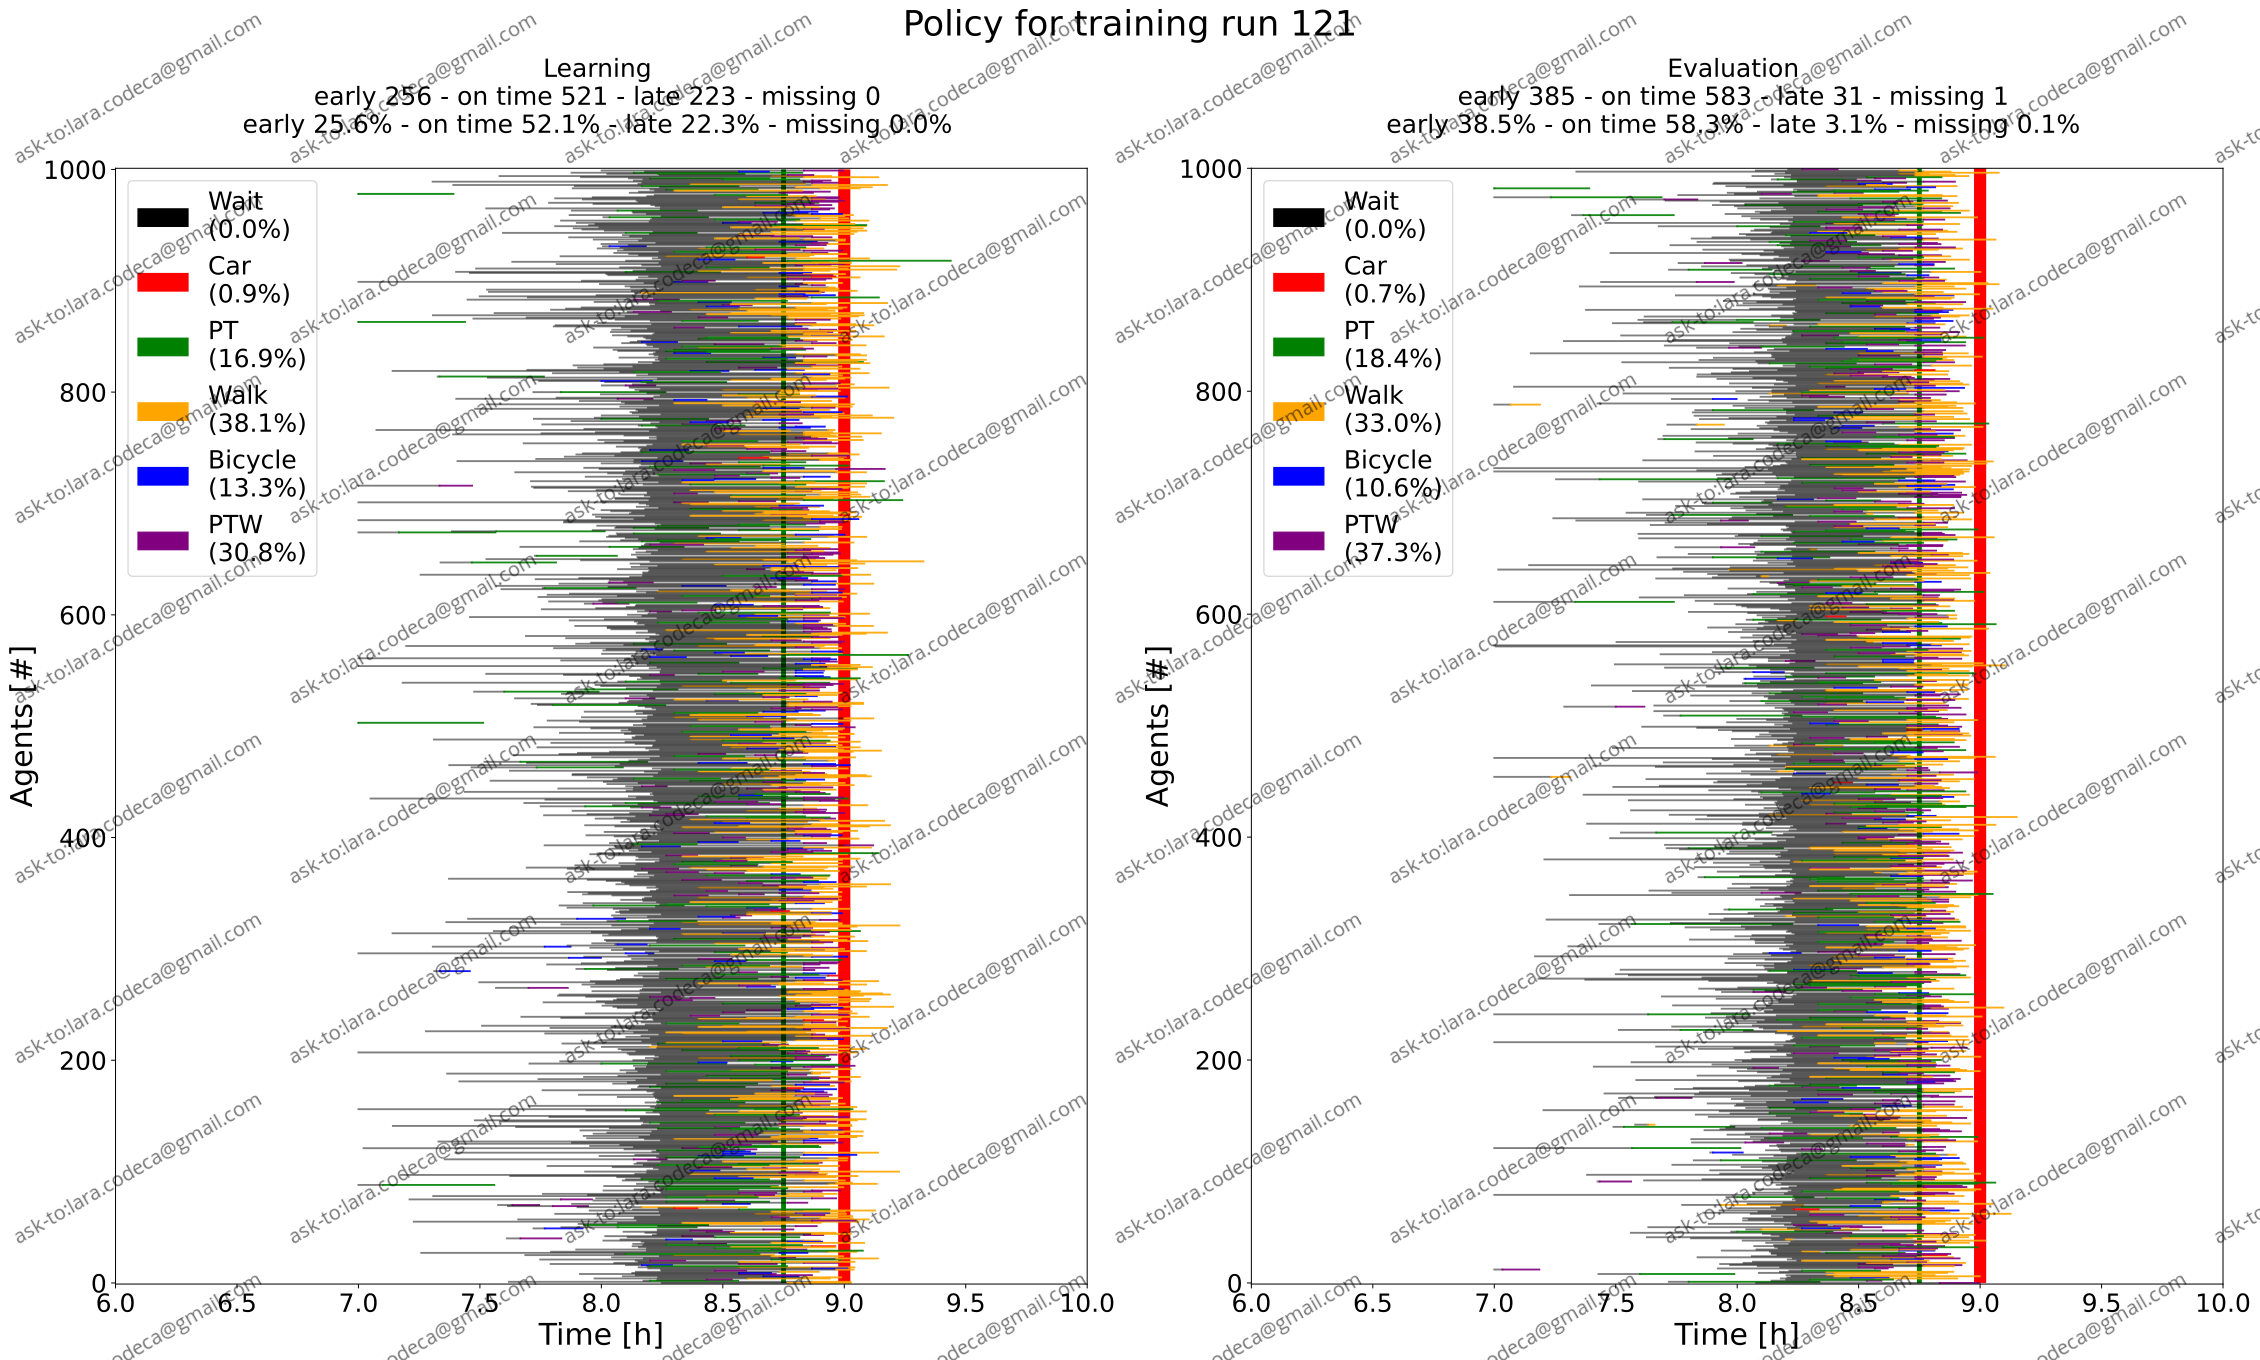 Policy for training run 121
Learning
early 256 - on time 521 - late 223 - missing 0
early 25.6% - on time 52.1% - late 22.3% - missing 0.0%
Evaluation
early 385 - on time 583 - late 31 - missing 1
early 38.5% - on time 58.3% - late 3.1% - missing 0.1%
Wait
(0.0%)
Car
(0.9%)
PT
(16.9%)
Walk
(38.1%)
Bicycle
(13.3%)
PTW
(30.8%)
Agents [#]
1000
800
600
400
200
0
6.0 6.5 7.0 7.5 8.0 8.5 9.0 9.5 10.0
Time [h]
Wait
(0.0%)
Car
(0.7%)
PT
(18.4%)
Walk
(33.0%)
Bicycle
(10.6%)
PTW
(37.3%)
Agents [#]
1000
800
600
400
200
0
6.0 6.5 7.0 7.5 8.0 8.5 9.0 9.5 10.0
Time [h]
ask-to:lara.codeca@gmail.com